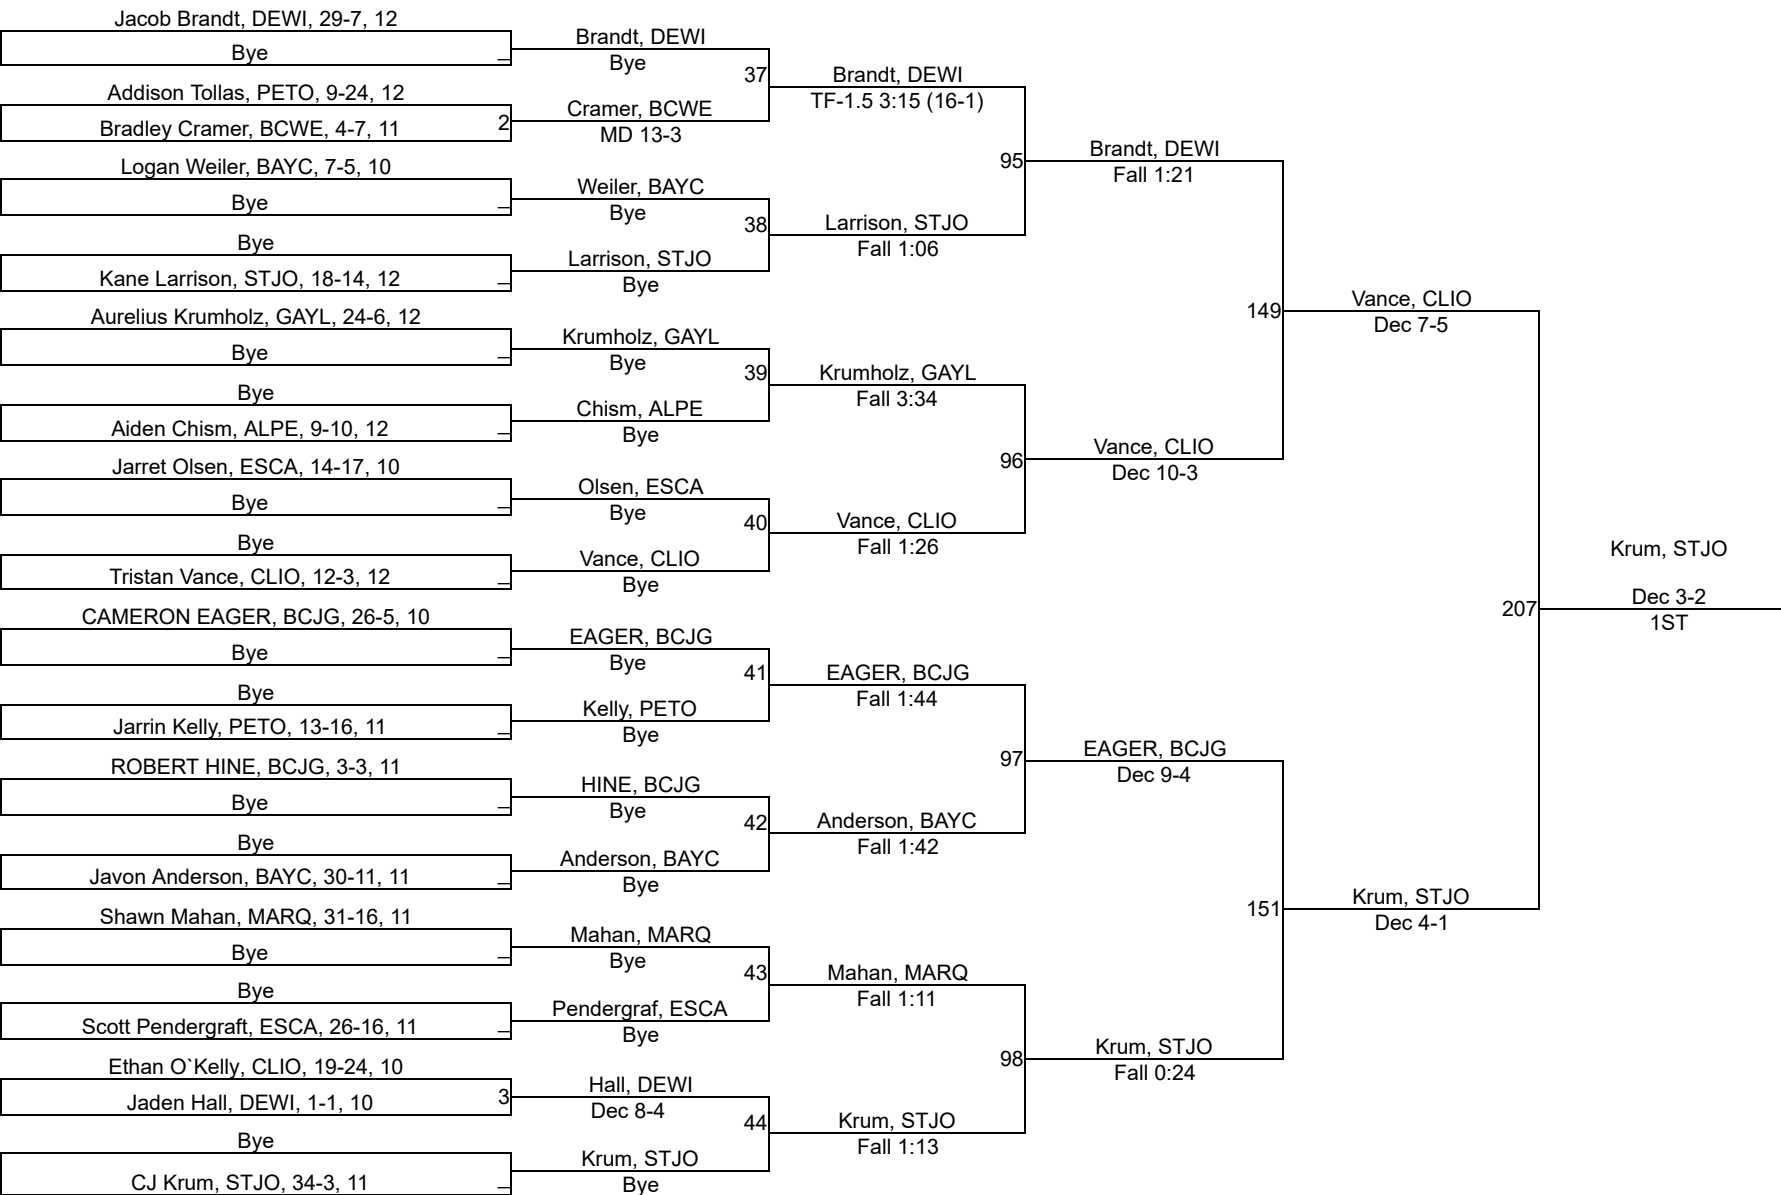 Jacob Brandt, DEWI, 29-7, 12
Bye
Addison Tollas, PETO, 9-24, 12
Bradley Cramer, BCWE, 4-7, 11
2
Logan Weiler, BAYC, 7-5, 10
Bye
Bye
Kane Larrison, STJO, 18-14, 12
Aurelius Krumholz, GAYL, 24-6, 12
Bye
Bye
Aiden Chism, ALPE, 9-10, 12
Jarret Olsen, ESCA, 14-17, 10
Bye
Bye
Tristan Vance, CLIO, 12-3, 12
CAMERON EAGER, BCJG, 26-5, 10
Bye
Bye
Jarrin Kelly, PETO, 13-16, 11
ROBERT HINE, BCJG, 3-3, 11
Bye
Bye
Javon Anderson, BAYC, 30-11, 11
Shawn Mahan, MARQ, 31-16, 11
Bye
Bye
Scott Pendergraft, ESCA, 26-16, 11
Ethan O`Kelly, CLIO, 19-24, 10
Jaden Hall, DEWI, 1-1, 10
3
Bye
CJ Krum, STJO, 34-3, 11
Brandt, DEWI
Bye
37
Cramer, BCWE
MD 13-3
Weiler, BAYC
Bye
38
Larrison, STJO
Bye
Krumholz, GAYL
Bye
39
Chism, ALPE
Bye
Olsen, ESCA
Bye
40
Vance, CLIO
Bye
EAGER, BCJG
Bye
41
Kelly, PETO
Bye
HINE, BCJG
Bye
42
Anderson, BAYC
Bye
Mahan, MARQ
Bye
43
Pendergraf, ESCA
Bye
Hall, DEWI
Dec 8-4
44
Krum, STJO
Bye
Brandt, DEWI
TF-1.5 3:15 (16-1)
95
Larrison, STJO
Fall 1:06
Krumholz, GAYL
Fall 3:34
96
Vance, CLIO
Fall 1:26
EAGER, BCJG
Fall 1:44
97
Anderson, BAYC
Fall 1:42
Mahan, MARQ
Fall 1:11
98
Krum, STJO
Fall 1:13
Brandt, DEWI
Fall 1:21
149
Vance, CLIO
Dec 10-3
EAGER, BCJG
Dec 9-4
151
Krum, STJO
Fall 0:24
Vance, CLIO
Dec 7-5
207
Krum, STJO
Dec 4-1
Krum, STJO
Dec 3-2
1ST